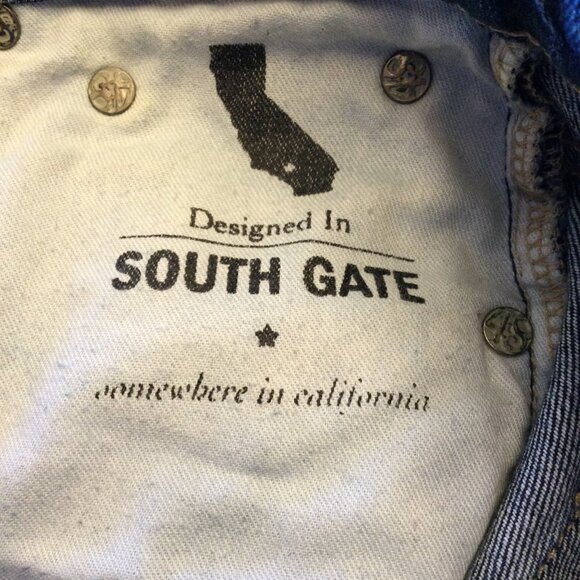 Designed In
SOUTH GATE
somewhere in california